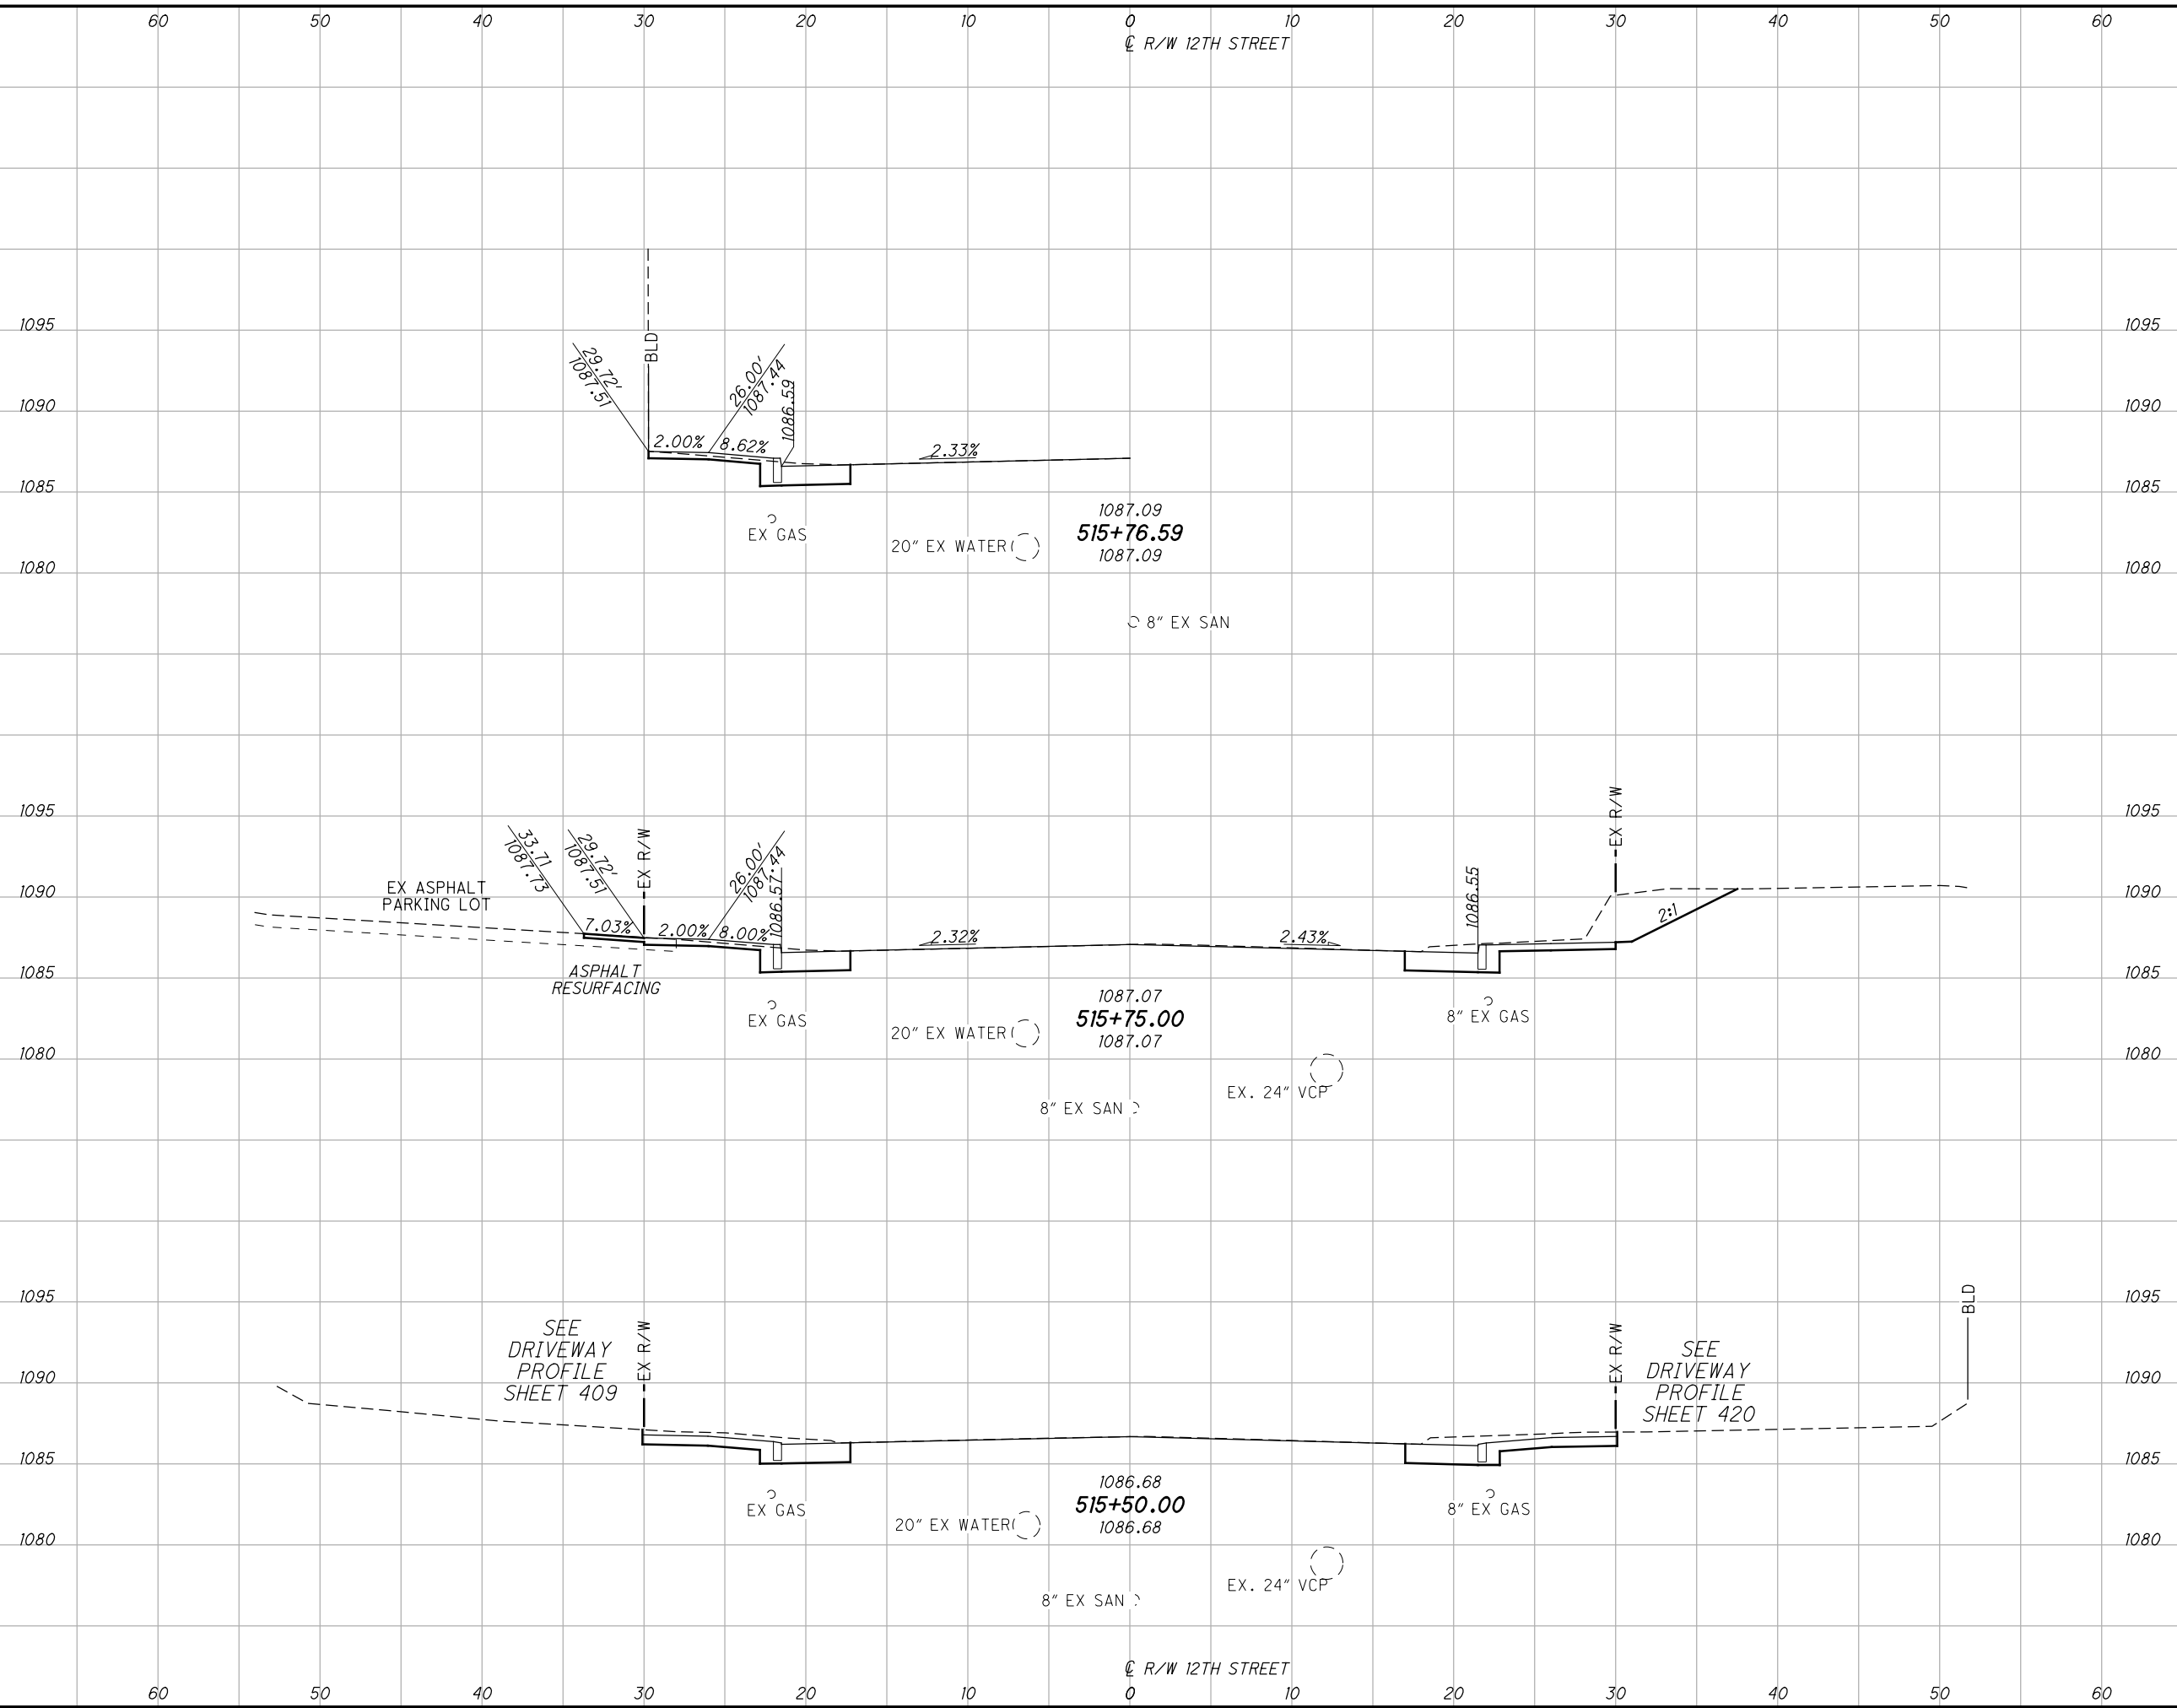 60 50 40 30 20 10 0 10 20 30 40 50 60
℄ R/W 12TH STREET
1095 1095
BLD
29.72'
1087.51
26.00'
1087.44
1086.59
1090 1090
2.00% 8.62% 2.33%
1085 1085
1087.09
515+76.59
1087.09
EX GAS
20" EX WATER
1080 1080
8" EX SAN
1095 1095
EX R/W
EX R/W
33.71
1087.73
29.72'
1087.51
26.00'
1087.44
1086.57
1086.55
1090 1090
EX ASPHALT
PARKING LOT
2:1
7.03% 2.00% 8.00% 2.32% 2.43%
1085 1085
ASPHALT
RESURFACING
1087.07
515+75.00
1087.07
EX GAS
20" EX WATER
8" EX GAS
1080 1080
EX. 24" VCP
8" EX SAN
1095 1095
BLD
SEE
DRIVEWAY
PROFILE
SHEET 409
EX R/W
EX R/W
SEE
DRIVEWAY
PROFILE
SHEET 420
1090 1090
1085 1085
1086.68
515+50.00
1086.68
EX GAS
20" EX WATER
8" EX GAS
1080 1080
EX. 24" VCP
8" EX SAN
℄ R/W 12TH STREET
60 50 40 30 20 10 0 10 20 30 40 50 60